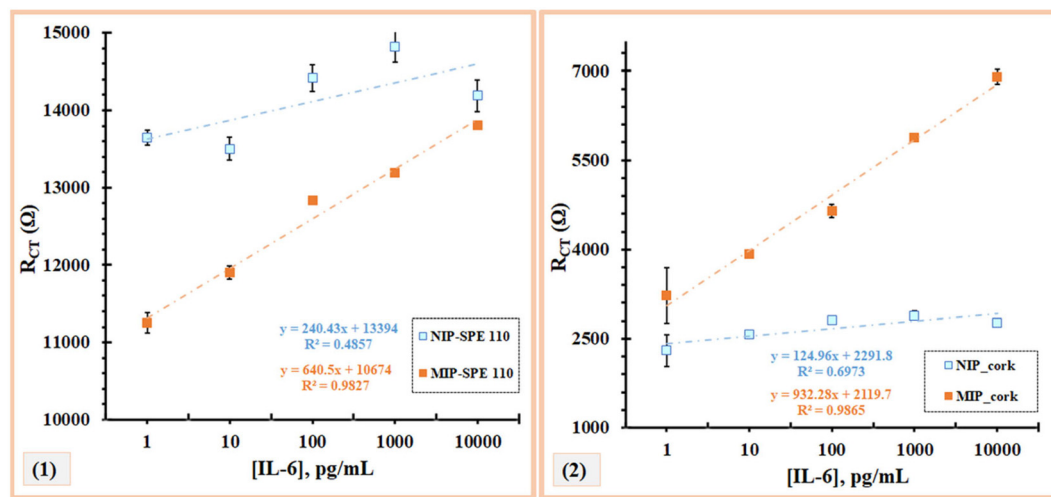 15000
14000
13000
12000
11000
10000
R_CT (Ω)
y = 240.43x + 13394
R² = 0.4857
y = 640.5x + 10674
R² = 0.9827
NIP-SPE 110
MIP-SPE 110
1 10 100 1000 10000
[IL-6], pg/mL
(1)
7000
5500
4000
2500
1000
R_CT (Ω)
y = 124.96x + 2291.8
R² = 0.6973
y = 932.28x + 2119.7
R² = 0.9865
NIP_cork
MIP_cork
1 10 100 1000 10000
[IL-6], pg/mL
(2)